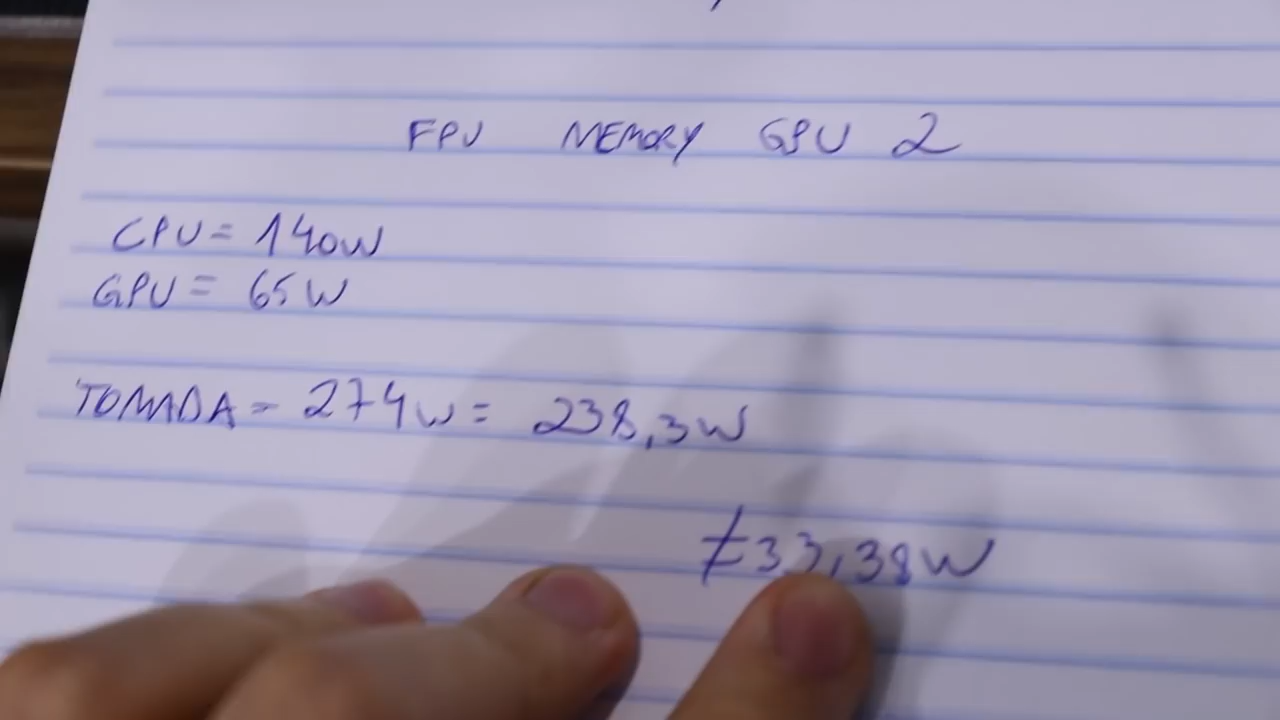 FPU MEMORY GPU 2
CPU = 140W
GPU = 65W
TOMADA = 274W = 238,3W
≠33,38W